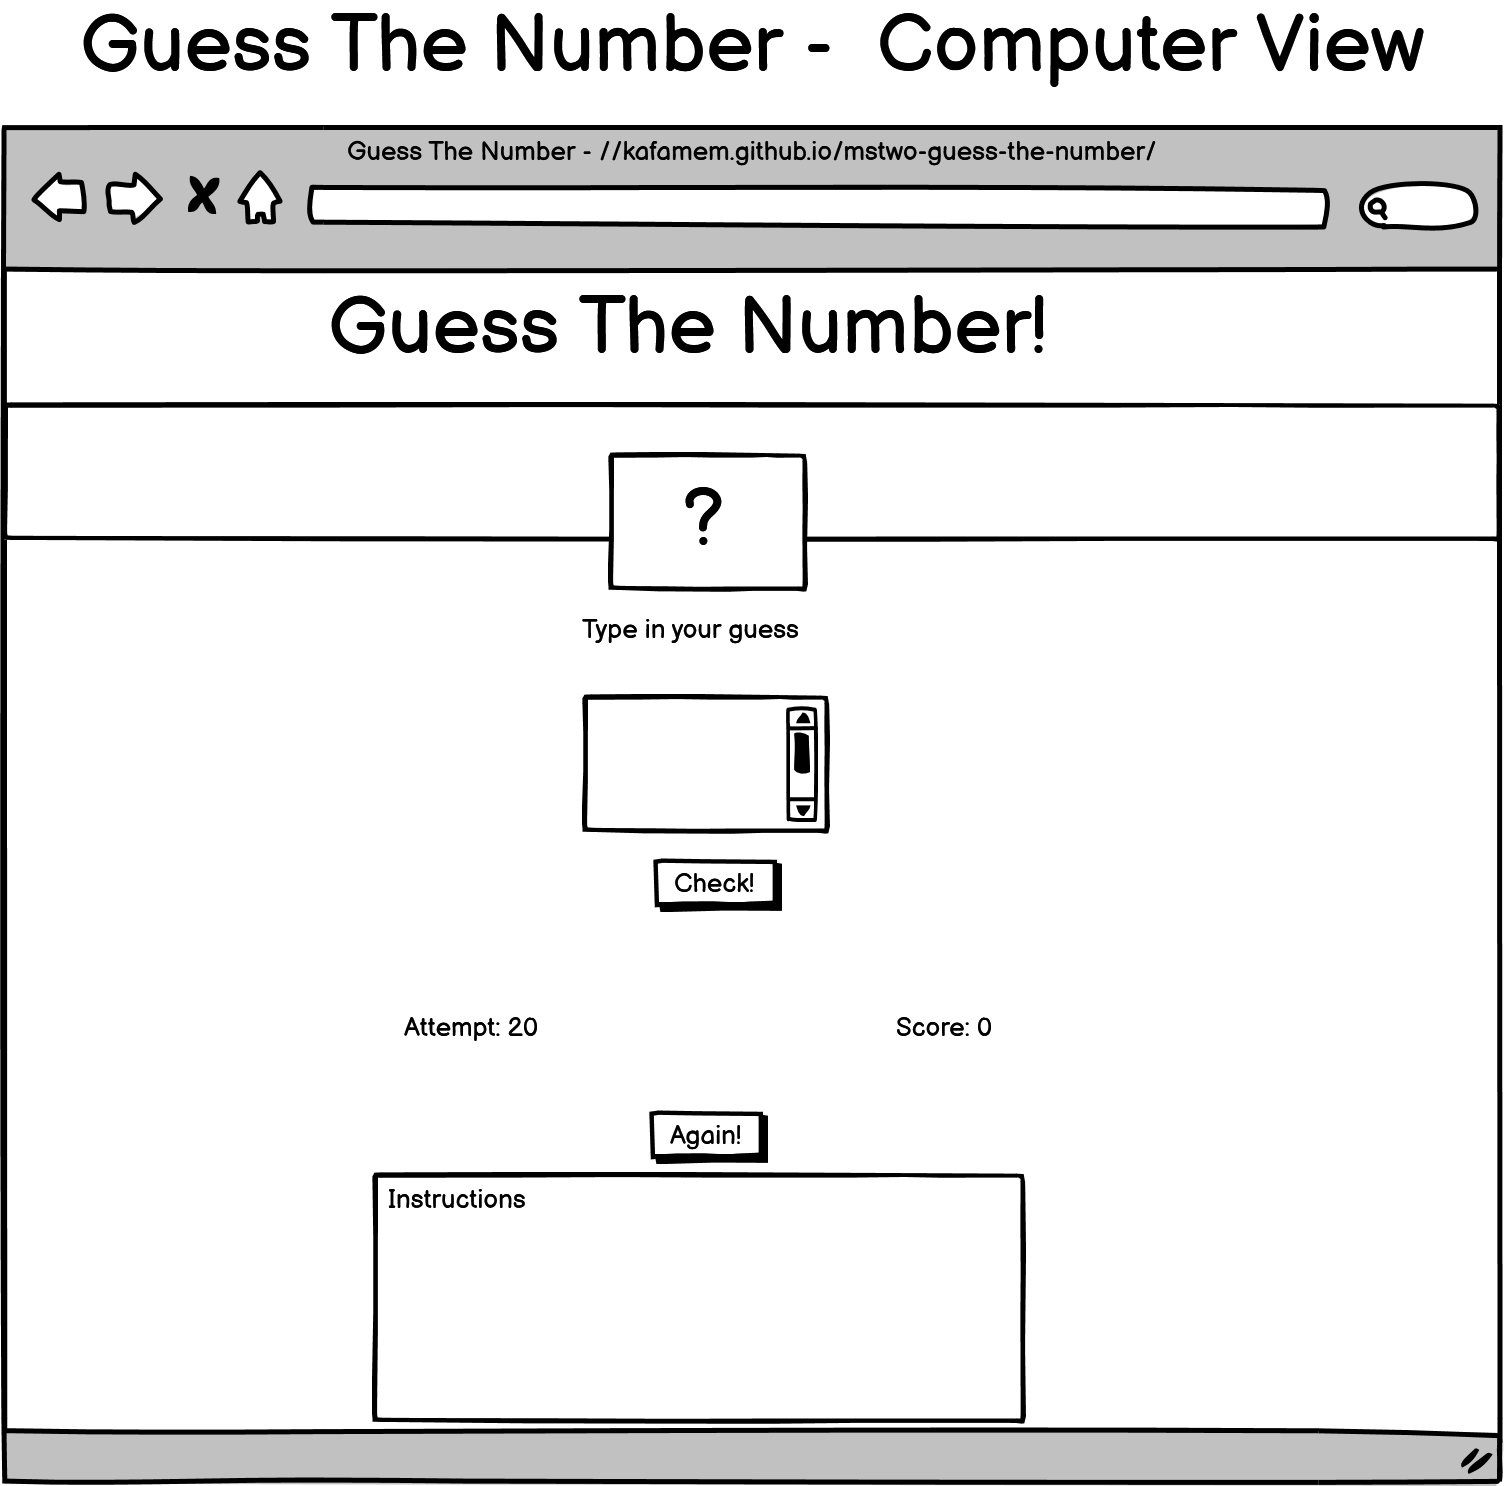 Guess The Number - Computer View
Guess The Number - //kafamem.github.io/mstwo-guess-the-number/
Guess The Number!
?
Type in your guess
Check!
Attempt: 20
Score: 0
Again!
Instructions